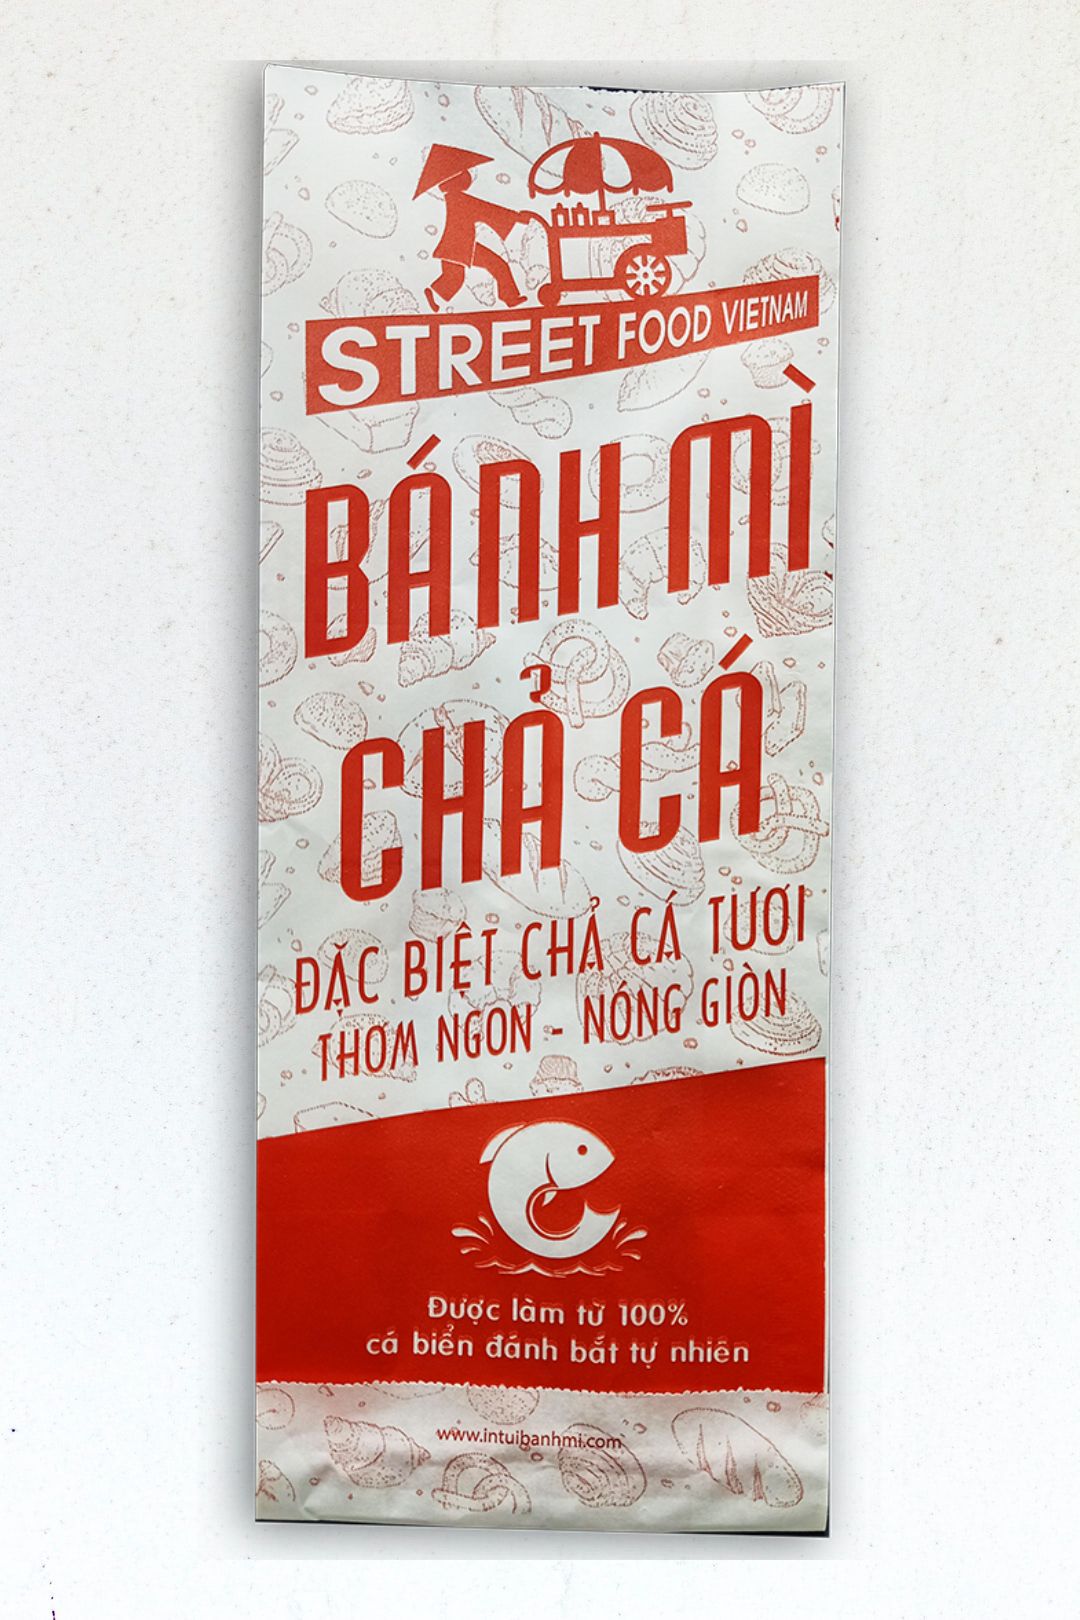 STREET FOOD VIETNAM
BÁNH MÌ
CHẢ CÁ
ĐẶC BIỆT CHẢ CÁ TƯƠI
THƠM NGON - NÓNG GIÒN
Được làm từ 100%
cá biển đánh bắt tự nhiên
www.intuibanhmi.com